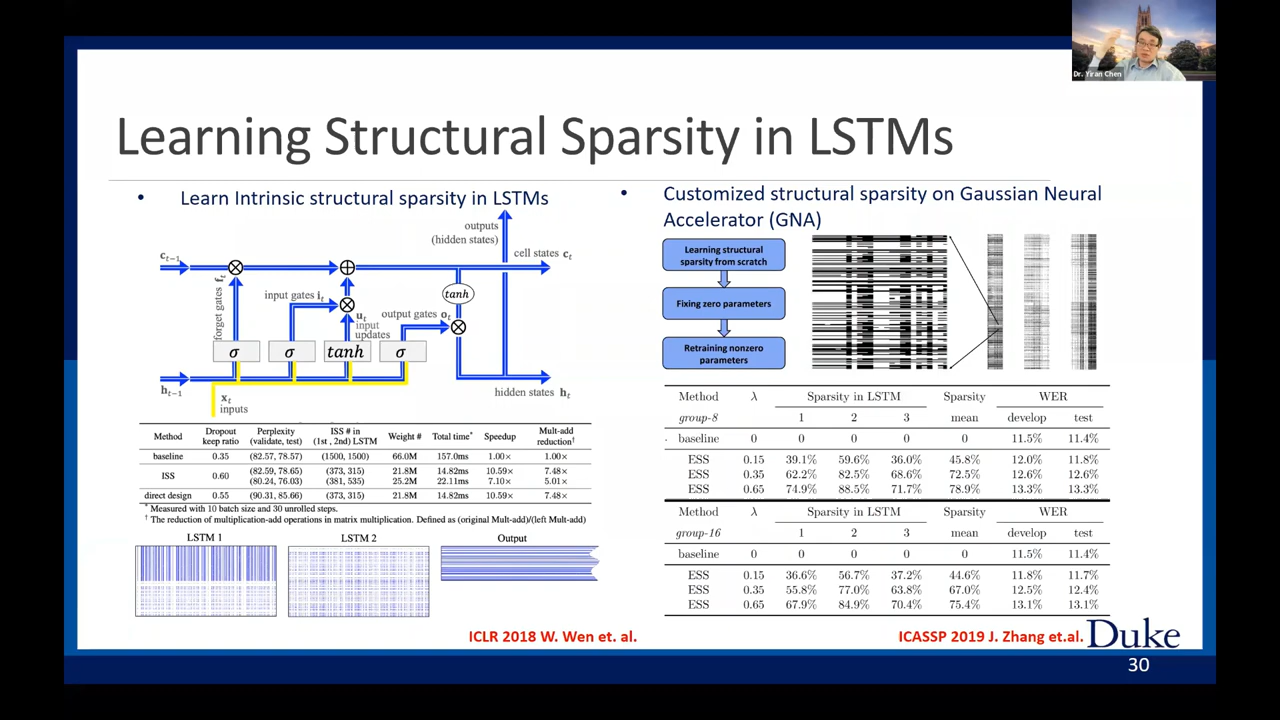 Dr. Yiran Chen
Learning Structural Sparsity in LSTMs
• Learn Intrinsic structural sparsity in LSTMs
outputs
(hidden states)
cell states cₜ
cₜ₋₁
tanh
input gates iₜ
output gates oₜ
forget gates fₜ
uₜ
input
updates
σ σ tanh σ
hₜ₋₁
xₜ
inputs
hidden states hₜ
Method Dropout keep ratio Perplexity (validate, test) ISS # in (1st , 2nd) LSTM Weight # Total time* Speedup Mult-add reduction†
baseline 0.35 (82.57, 78.57) (1500, 1500) 66.0M 157.0ms 1.00× 1.00×
ISS 0.60 (82.59, 78.65) (373, 315) 21.8M 14.82ms 10.59× 7.48×
(80.24, 76.03) (381, 535) 25.2M 22.11ms 7.10× 5.01×
direct design 0.55 (90.31, 85.66) (373, 315) 21.8M 14.82ms 10.59× 7.48×
* Measured with 10 batch size and 30 unrolled steps.
† The reduction of multiplication-add operations in matrix multiplication. Defined as (original Mult-add)/(left Mult-add)
LSTM 1 LSTM 2 Output
ICLR 2018 W. Wen et. al.
• Customized structural sparsity on Gaussian Neural
Accelerator (GNA)
Learning structural
sparsity from scratch
Fixing zero parameters
Retraining nonzero
parameters
Method λ Sparsity in LSTM Sparsity WER
group-8 1 2 3 mean develop test
baseline 0 0 0 0 0 11.5% 11.4%
ESS 0.15 39.1% 59.6% 36.0% 45.8% 12.0% 11.8%
ESS 0.35 62.2% 82.5% 68.6% 72.5% 12.6% 12.6%
ESS 0.65 74.9% 88.5% 71.7% 78.9% 13.3% 13.3%
Method λ Sparsity in LSTM Sparsity WER
group-16 1 2 3 mean develop test
baseline 0 0 0 0 0 11.5% 11.4%
ESS 0.15 36.6% 56.7% 37.2% 44.6% 11.8% 11.7%
ESS 0.35 55.8% 77.0% 63.8% 67.0% 12.5% 12.4%
ESS 0.65 67.9% 84.9% 70.4% 75.4% 13.1% 13.1%
ICASSP 2019 J. Zhang et.al.
Duke
30